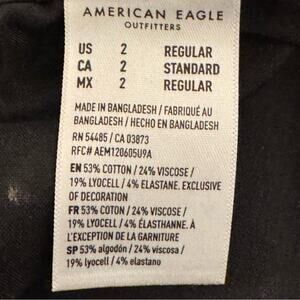 AMERICAN EAGLE
OUTFITTERS
US 2 REGULAR
CA 2 STANDARD
MX 2 REGULAR
MADE IN BANGLADESH / FABRIQUÉ AU
BANGLADESH / HECHO EN BANGLADESH
RN 54485 / CA 03873
RFC# AEM120605U9A
EN 53% COTTON / 24% VISCOSE /
19% LYOCELL / 4% ELASTANE. EXCLUSIVE
OF DECORATION
FR 53% COTON / 24% VISCOSE /
19% LYOCELL / 4% ÉLASTHANNE. À
L'EXCEPTION DE LA GARNITURE
SP 53% algodón / 24% viscosa /
19% lyocell / 4% elastano